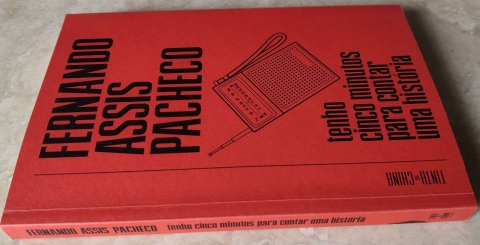 FERNANDO
ASSIS
PACHECO
tenho
cinco minutos
para contar
uma história
TINTA
DA
CHINA
FERNANDO ASSIS PACHECO tenho cinco minutos para contar uma história